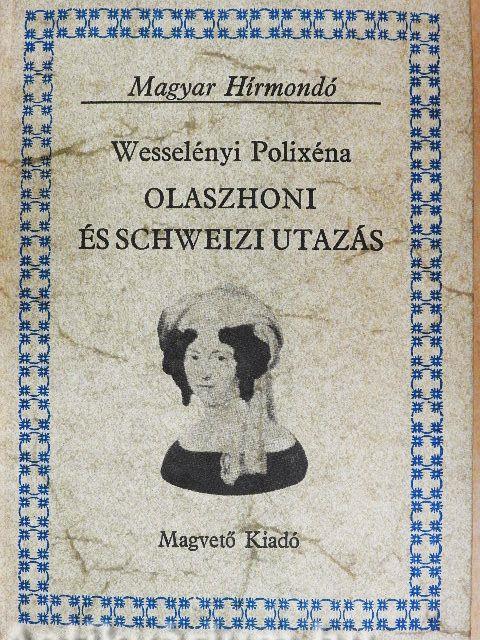 Magyar Hírmondó
Wesselényi Polixéna
OLASZHONI
ÉS SCHWEIZI UTAZÁS
Magvető Kiadó